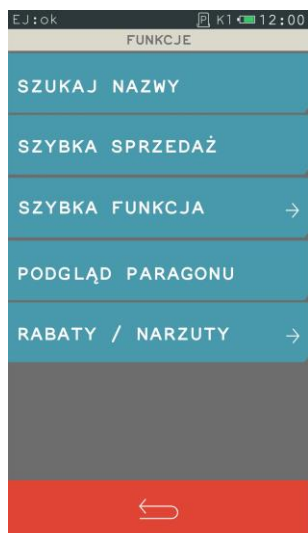 EJ:ok P K1 12:00
FUNKCJE
SZUKAJ NAZWY
SZYBKA SPRZEDAŻ
SZYBKA FUNKCJA
PODGLĄD PARAGONU
RABATY / NARZUTY